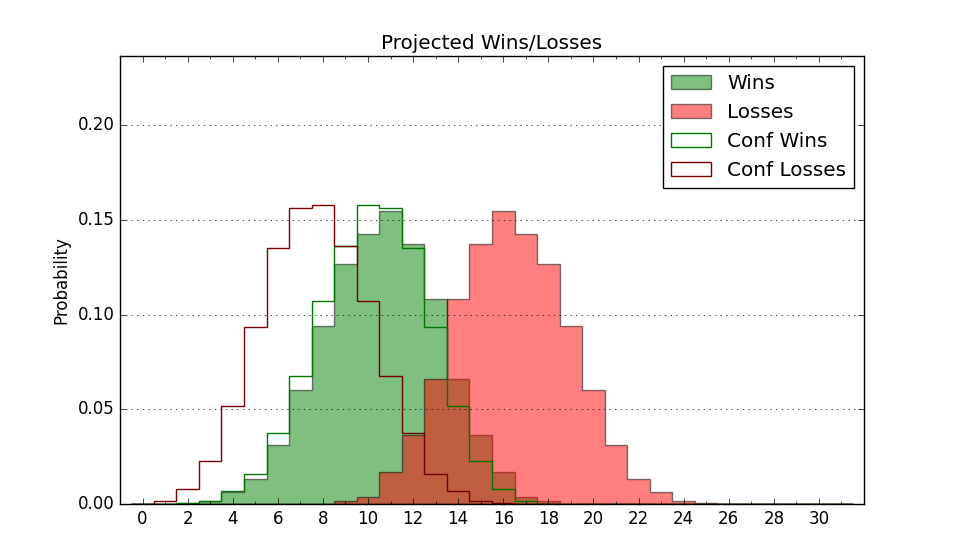 Projected Wins/Losses
Wins
Losses
Conf Wins
Conf Losses
Probability
0.20
0.15
0.10
0.05
0.00
0 2 4 6 8 10 12 14 16 18 20 22 24 26 28 30